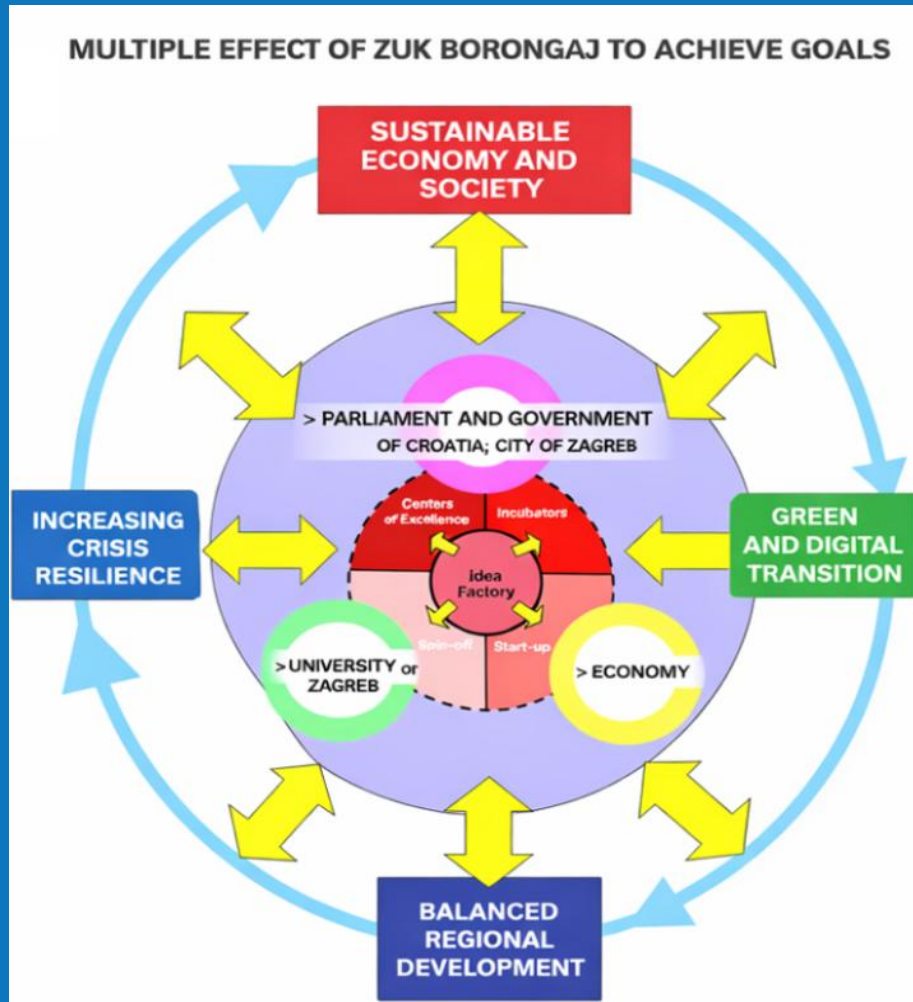 MULTIPLE EFFECT OF ZUK BORONGAJ TO ACHIEVE GOALS
SUSTAINABLE
ECONOMY AND
SOCIETY
> PARLIAMENT AND GOVERNMENT
OF CROATIA; CITY OF ZAGREB
Centers
of Excellence
Incubators
INCREASING
CRISIS
RESILIENCE
GREEN
AND DIGITAL
TRANSITION
idea
Factory
Spin-off
Start-up
> UNIVERSITY or
ZAGREB
> ECONOMY
BALANCED
REGIONAL
DEVELOPMENT